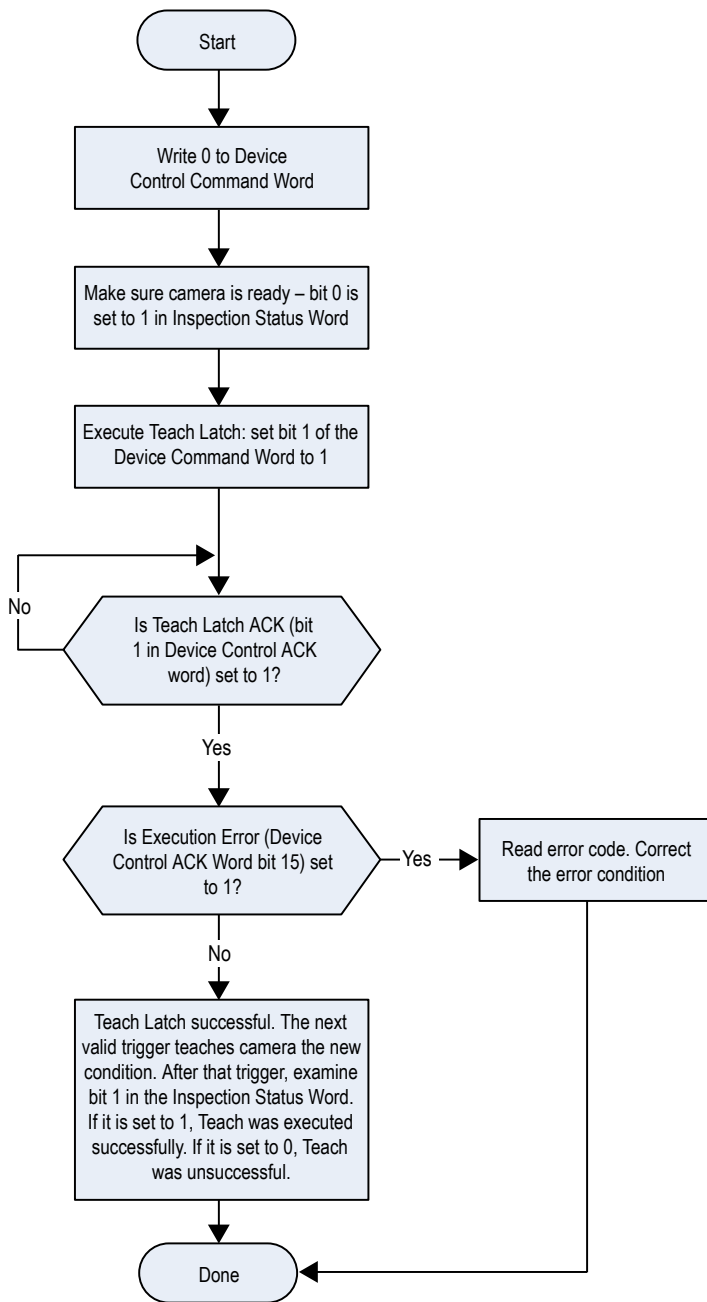 Start
Write 0 to Device
Control Command Word
Make sure camera is ready – bit 0 is
set to 1 in Inspection Status Word
Execute Teach Latch: set bit 1 of the
Device Command Word to 1
No
Is Teach Latch ACK (bit
1 in Device Control ACK
word) set to 1?
Yes
Is Execution Error (Device
Control ACK Word bit 15) set
to 1?
Yes
Read error code. Correct
the error condition
No
Teach Latch successful. The next
valid trigger teaches camera the new
condition. After that trigger, examine
bit 1 in the Inspection Status Word.
If it is set to 1, Teach was executed
successfully. If it is set to 0, Teach
was unsuccessful.
Done